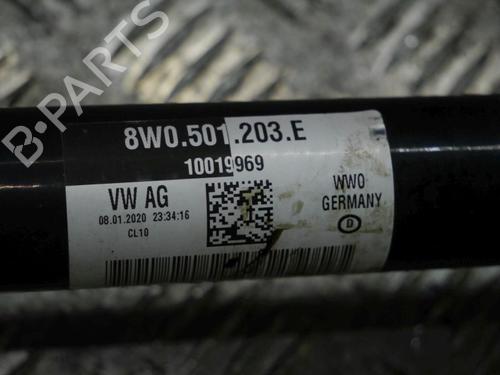 B-PARTS
8W0.501.203.E
10019969
VW AG
08.01.2020 23:34:16
CL10
WWO
GERMANY
D